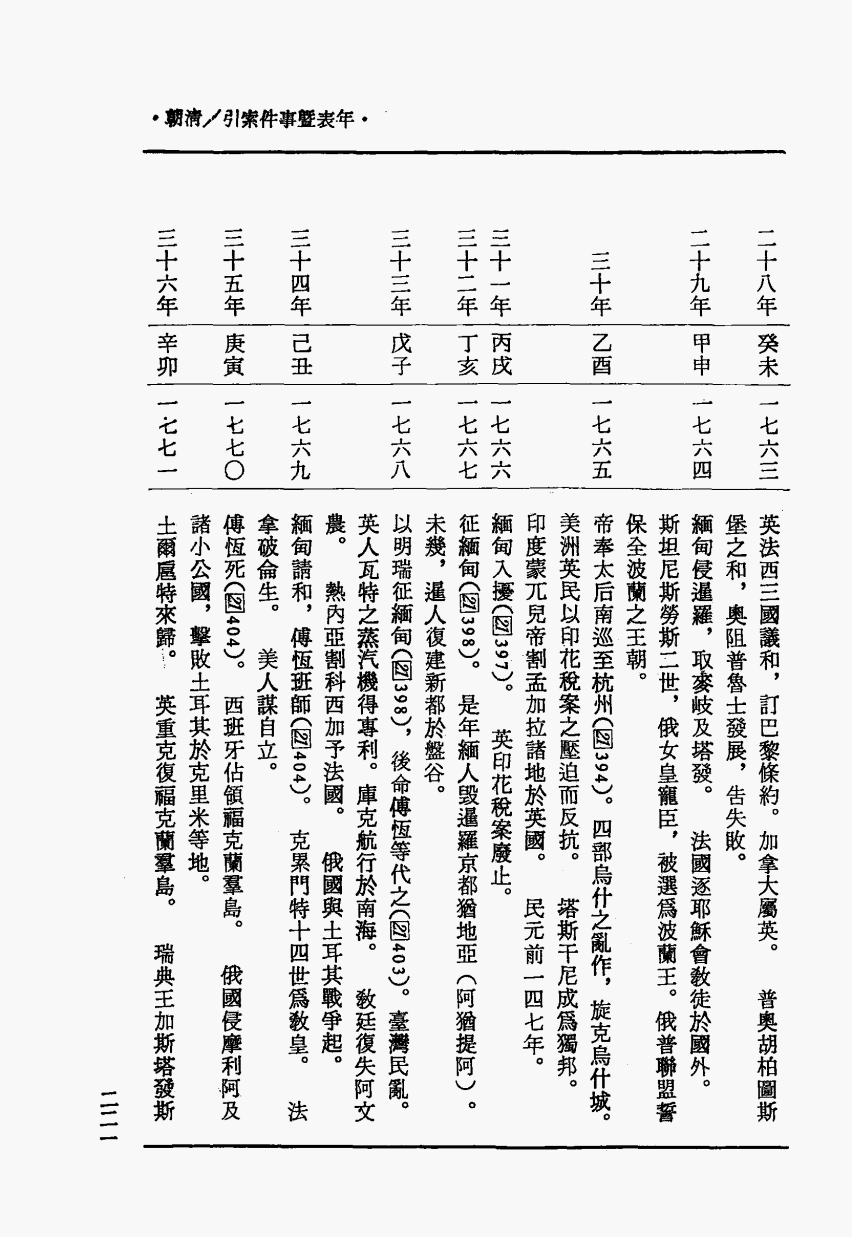 ·年表暨事件索引／清朝·
二十八年 癸未 一七六三 英法西三國議和，訂巴黎條約。加拿大屬英。 普奧胡柏圖斯
堡之和，奧阻普魯士發展，吿失敗。
二十九年 甲申 一七六四 緬甸侵暹羅，取麥岐及塔發。 法國逐耶穌會敎徒於國外。
斯坦尼斯勞斯二世，俄女皇寵臣，被選爲波蘭王。俄普聯盟誓
保全波蘭之王朝。
三十年 乙酉 一七六五 帝奉太后南巡至杭州(囜394)。四部烏什之亂作，旋克烏什城。
美洲英民以印花稅案之壓迫而反抗。 塔斯干尼成爲獨邦。
印度蒙兀兒帝割孟加拉諸地於英國。 民元前一四七年。
三十一年 丙戌 一七六六 緬甸入擾(囜397)。 英印花稅案廢止。
三十二年 丁亥 一七六七 征緬甸(囜398)。 是年緬人毀暹羅京都猶地亞（阿猶提阿）。
未幾，暹人復建新都於盤谷。
三十三年 戊子 一七六八 以明瑞征緬甸(囜398)，後命傅恆等代之(囜403)。臺灣民亂。
英人瓦特之蒸汽機得專利。庫克航行於南海。 敎廷復失阿文
農。 熱內亞割科西加予法國。 俄國與土耳其戰爭起。
三十四年 己丑 一七六九 緬甸請和，傅恆班師(囜404)。 克累門特十四世爲敎皇。 法
拿破侖生。 美人謀自立。
三十五年 庚寅 一七七〇 傅恆死(囜404)。 西班牙佔領福克蘭羣島。 俄國侵摩利阿及
諸小公國，擊敗土耳其於克里米等地。
三十六年 辛卯 一七七一 土爾扈特來歸。 英重克復福克蘭羣島。 瑞典王加斯塔發斯
二二一